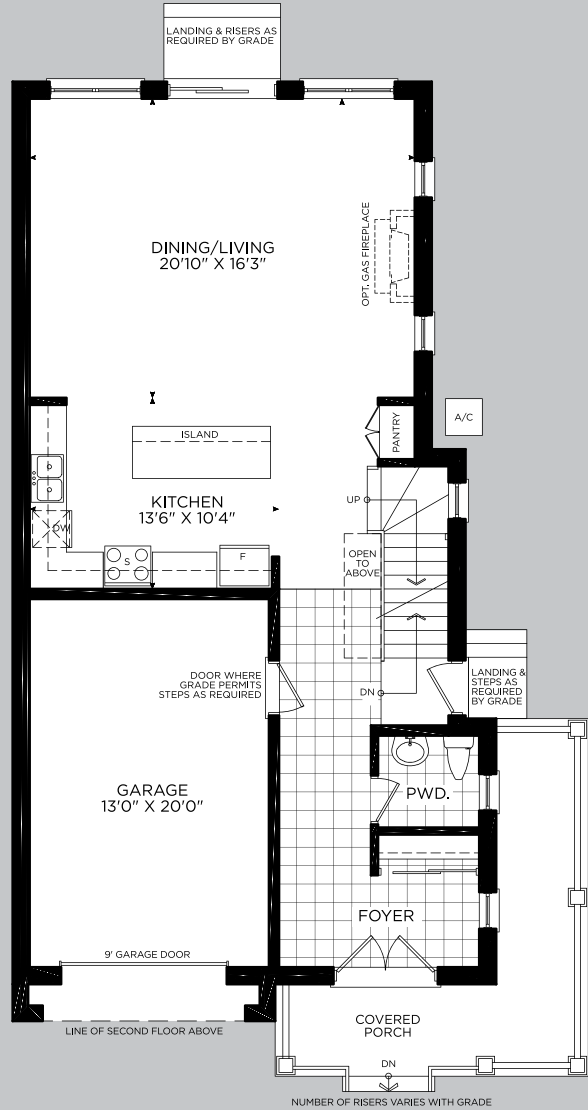 LANDING & RISERS AS
REQUIRED BY GRADE
DINING/LIVING
20'10" X 16'3"
OPT. GAS FIREPLACE
A/C
PANTRY
ISLAND
KITCHEN
13'6" X 10'4"
UP
DW
S
F
OPEN
TO
ABOVE
DOOR WHERE
GRADE PERMITS
STEPS AS REQUIRED
DN
LANDING &
STEPS AS
REQUIRED
BY GRADE
GARAGE
13'0" X 20'0"
PWD.
FOYER
9' GARAGE DOOR
LINE OF SECOND FLOOR ABOVE
COVERED
PORCH
DN
NUMBER OF RISERS VARIES WITH GRADE